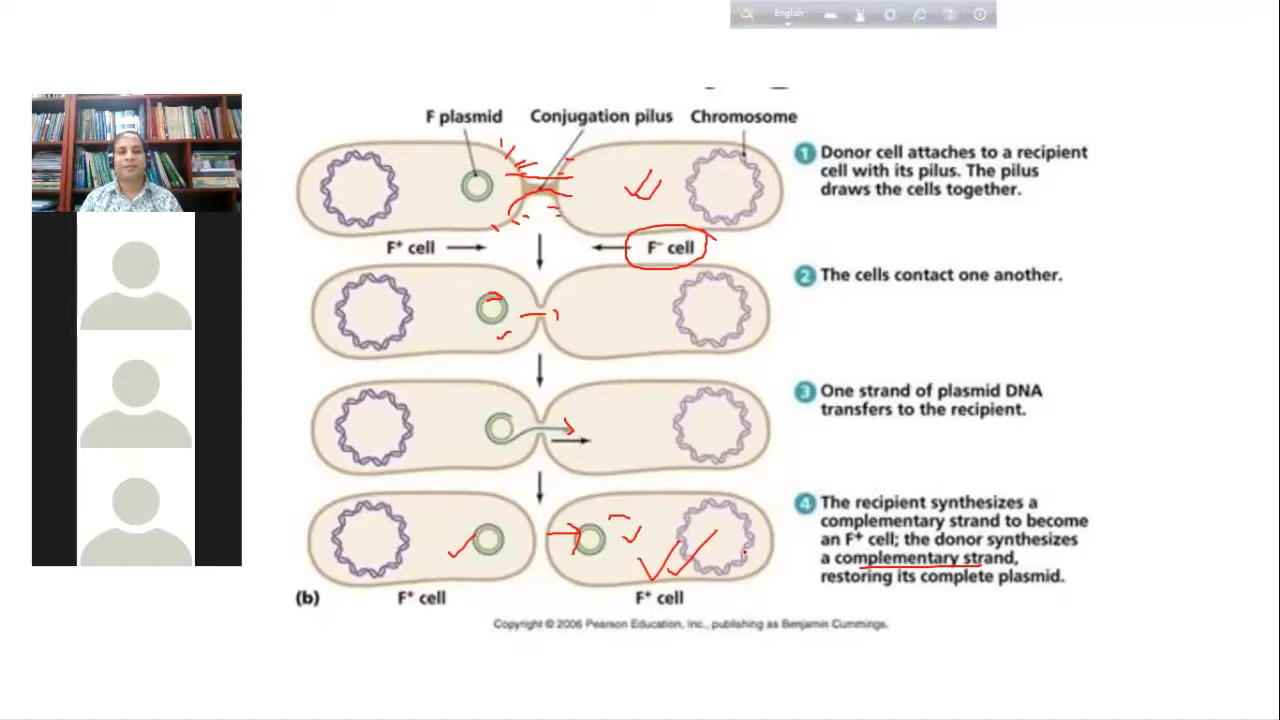 English
F plasmid
Conjugation pilus
Chromosome
1 Donor cell attaches to a recipient
cell with its pilus. The pilus
draws the cells together.
F⁺ cell
F⁻ cell
2 The cells contact one another.
3 One strand of plasmid DNA
transfers to the recipient.
4 The recipient synthesizes a
complementary strand to become
an F⁺ cell; the donor synthesizes
a complementary strand,
restoring its complete plasmid.
(b)
F⁺ cell
F⁺ cell
Copyright © 2006 Pearson Education, Inc., publishing as Benjamin Cummings.